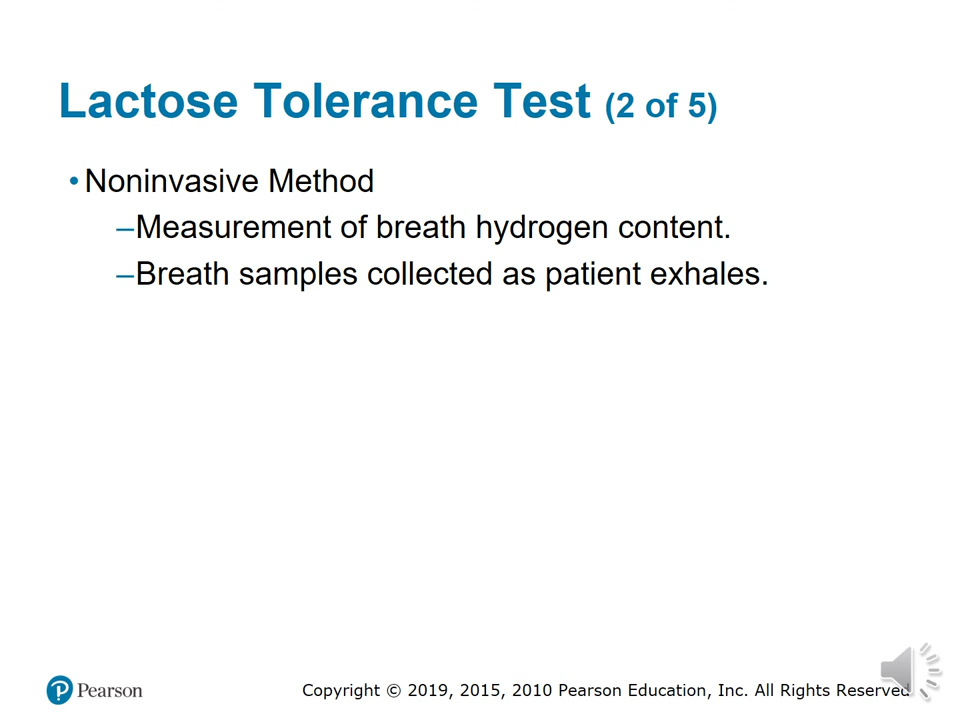 Lactose Tolerance Test (2 of 5)
• Noninvasive Method
–Measurement of breath hydrogen content.
–Breath samples collected as patient exhales.
Pearson
Copyright © 2019, 2015, 2010 Pearson Education, Inc. All Rights Reserved